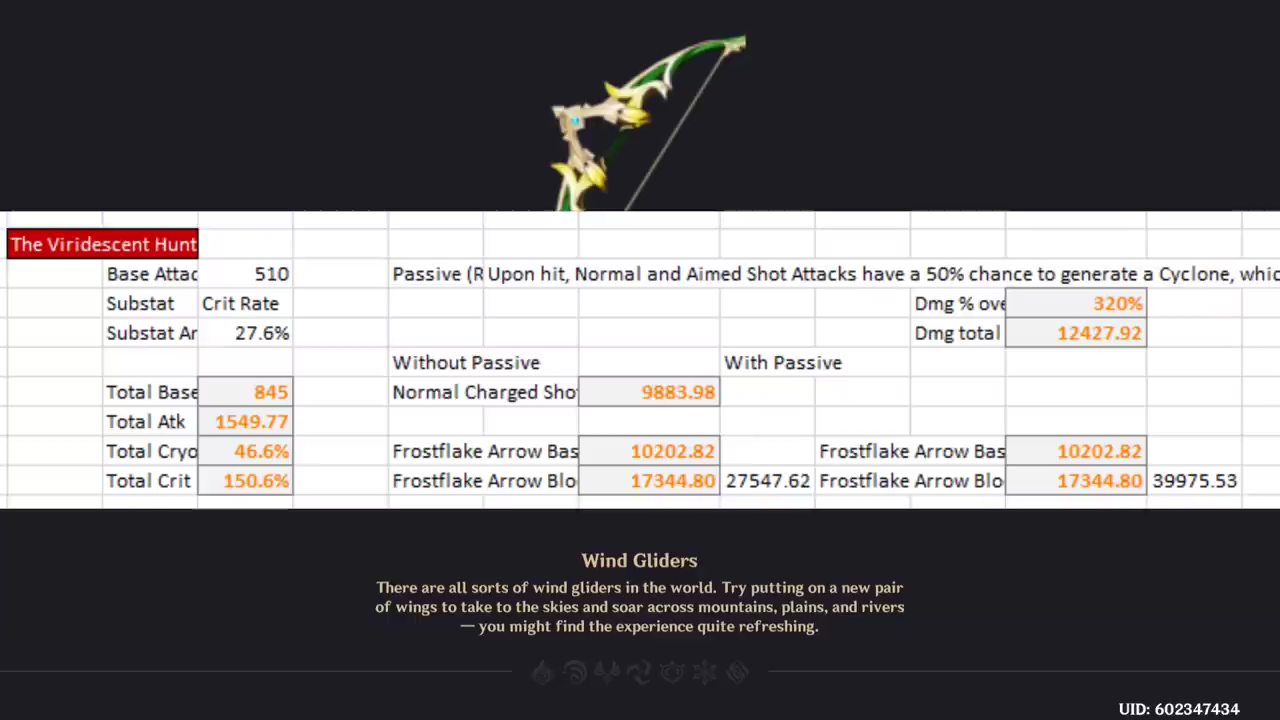 The Viridescent Hunt
Base Attac 510 Passive (R Upon hit, Normal and Aimed Shot Attacks have a 50% chance to generate a Cyclone, whic
Substat Crit Rate Dmg % ove 320%
Substat Ar 27.6% Dmg total 12427.92
Without Passive With Passive
Total Base 845 Normal Charged Sho 9883.98
Total Atk 1549.77
Total Cryo 46.6% Frostflake Arrow Bas 10202.82 Frostflake Arrow Bas 10202.82
Total Crit 150.6% Frostflake Arrow Blo 17344.80 27547.62 Frostflake Arrow Blo 17344.80 39975.53
Wind Gliders
There are all sorts of wind gliders in the world. Try putting on a new pair
of wings to take to the skies and soar across mountains, plains, and rivers
— you might find the experience quite refreshing.
UID: 602347434